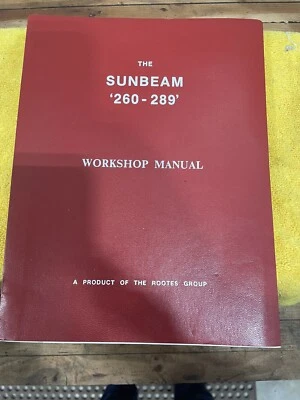 THE
SUNBEAM
'260 - 289'
WORKSHOP MANUAL
A PRODUCT OF THE ROOTES GROUP